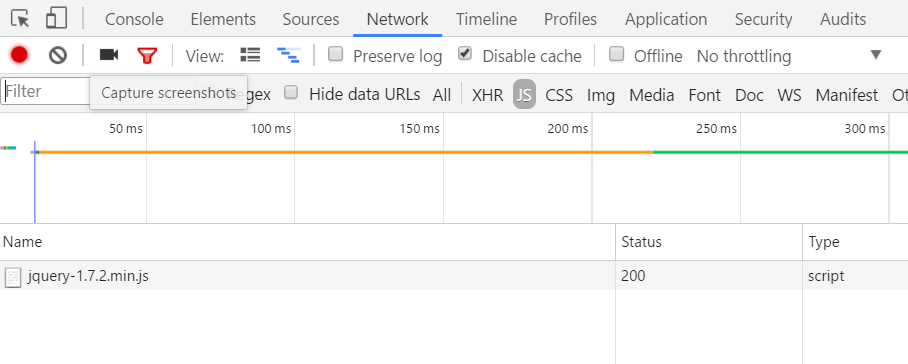 Console Elements Sources Network Timeline Profiles Application Security Audits
View: Preserve log Disable cache Offline No throttling
Filter Capture screenshots egex Hide data URLs All XHR JS CSS Img Media Font Doc WS Manifest Ot
50 ms 100 ms 150 ms 200 ms 250 ms 300 ms
Name Status Type
jquery-1.7.2.min.js 200 script